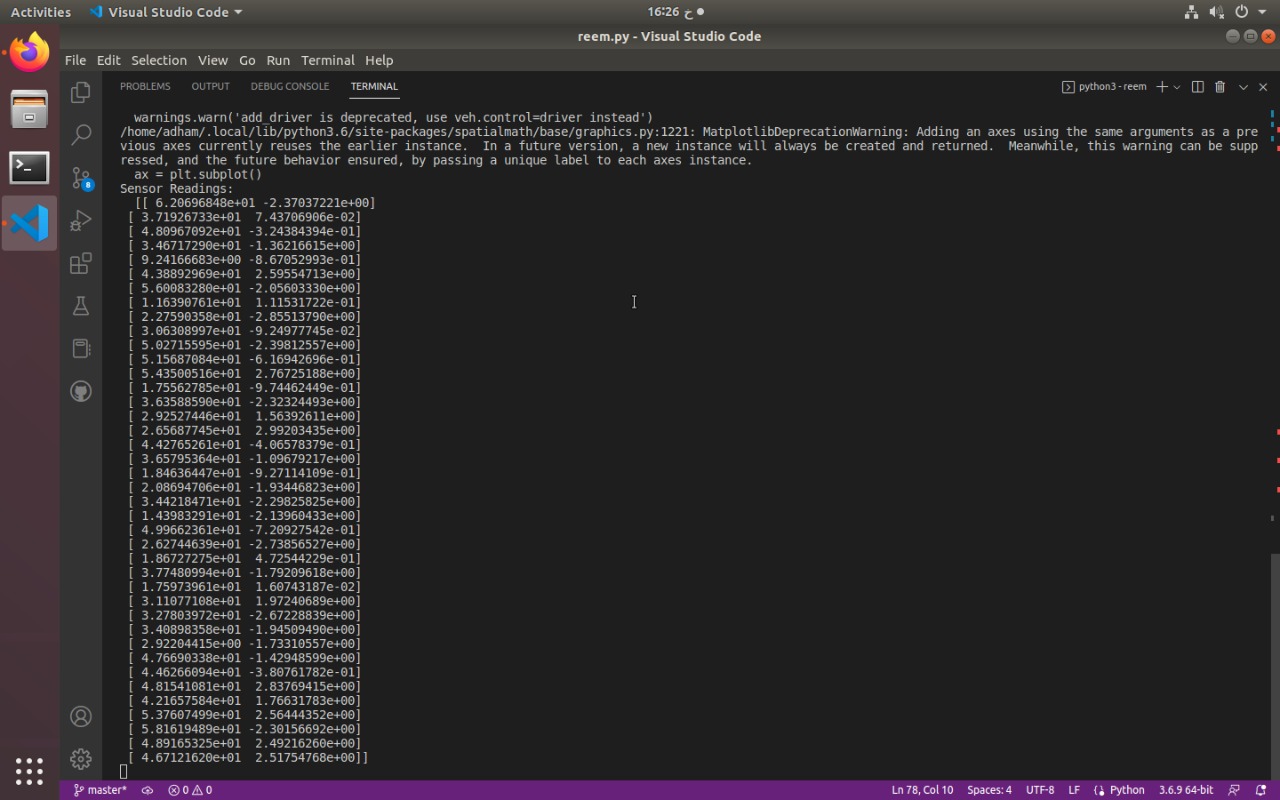 Activities Visual Studio Code 16:26 خ
reem.py - Visual Studio Code
File Edit Selection View Go Run Terminal Help
PROBLEMS OUTPUT DEBUG CONSOLE TERMINAL python3 - reem
warnings.warn('add_driver is deprecated, use veh.control=driver instead')
/home/adham/.local/lib/python3.6/site-packages/spatialmath/base/graphics.py:1221: MatplotlibDeprecationWarning: Adding an axes using the same arguments as a pre
vious axes currently reuses the earlier instance.  In a future version, a new instance will always be created and returned.  Meanwhile, this warning can be supp
ressed, and the future behavior ensured, by passing a unique label to each axes instance.
ax = plt.subplot()
Sensor Readings:
[[ 6.20696848e+01 -2.37037221e+00]
[ 3.71926733e+01  7.43706906e-02]
[ 4.80967092e+01 -3.24384394e-01]
[ 3.46717290e+01 -1.36216615e+00]
[ 9.24166683e+00 -8.67052993e-01]
[ 4.38892969e+01  2.59554713e+00]
[ 5.60083280e+01 -2.05603330e+00]
[ 1.16390761e+01  1.11531722e-01]
[ 2.27590358e+01 -2.85513790e+00]
[ 3.06308997e+01 -9.24977745e-02]
[ 5.02715595e+01 -2.39812557e+00]
[ 5.15687084e+01 -6.16942696e-01]
[ 5.43500516e+01  2.76725188e+00]
[ 1.75562785e+01 -9.74462449e-01]
[ 3.63588590e+01 -2.32324493e+00]
[ 2.92527446e+01  1.56392611e+00]
[ 2.65687745e+01  2.99203435e+00]
[ 4.42765261e+01 -4.06578379e-01]
[ 3.65795364e+01 -1.09679217e+00]
[ 1.84636447e+01 -9.27114109e-01]
[ 2.08694706e+01 -1.93446823e+00]
[ 3.44218471e+01 -2.29825825e+00]
[ 1.43983291e+01 -2.13960433e+00]
[ 4.99662361e+01 -7.20927542e-01]
[ 2.62744639e+01 -2.73856527e+00]
[ 1.86727275e+01  4.72544229e-01]
[ 3.77480994e+01 -1.79209618e+00]
[ 1.75973961e+01  1.60743187e-02]
[ 3.11077108e+01  1.97240689e+00]
[ 3.27803972e+01 -2.67228839e+00]
[ 3.40898358e+01 -1.94509490e+00]
[ 2.92204415e+00 -1.73310557e+00]
[ 4.76690338e+01 -1.42948599e+00]
[ 4.46266094e+01 -3.80761782e-01]
[ 4.81541081e+01  2.83769415e+00]
[ 4.21657584e+01  1.76631783e+00]
[ 5.37607499e+01  2.56444352e+00]
[ 5.81619489e+01 -2.30156692e+00]
[ 4.89165325e+01  2.49216260e+00]
[ 4.67121620e+01  2.51754768e+00]]
8
master* 0 0 Ln 78, Col 10 Spaces: 4 UTF-8 LF Python 3.6.9 64-bit